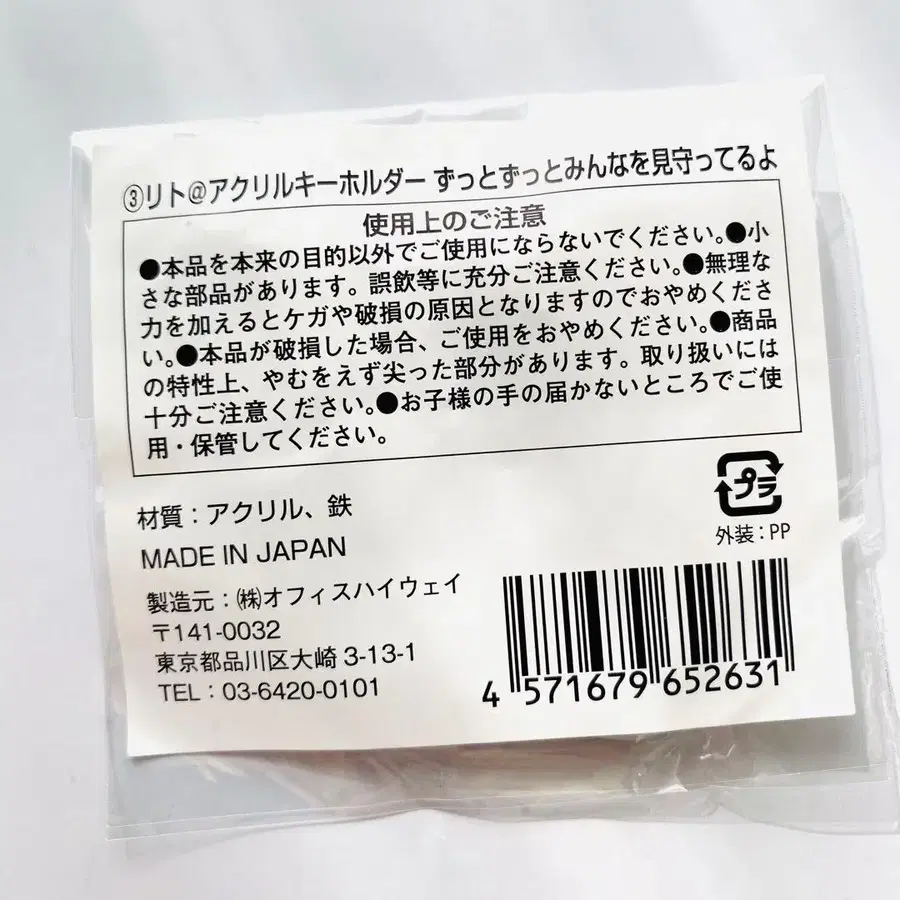 ③リト@アクリルキーホルダー ずっとずっとみんなを見守ってるよ
使用上のご注意
●本品を本来の目的以外でご使用にならないでください。●小
さな部品があります。誤飲等に充分ご注意ください。●無理な
力を加えるとケガや破損の原因となりますのでおやめくださ
い。●本品が破損した場合、ご使用をおやめください。●商品
の特性上、やむをえず尖った部分があります。取り扱いには
十分ご注意ください。●お子様の手の届かないところでご使
用・保管してください。
材質：アクリル、鉄
MADE IN JAPAN
プラ
外装：PP
製造元：㈱オフィスハイウェイ
〒141-0032
東京都品川区大崎 3-13-1
TEL：03-6420-0101
4 571679 652631